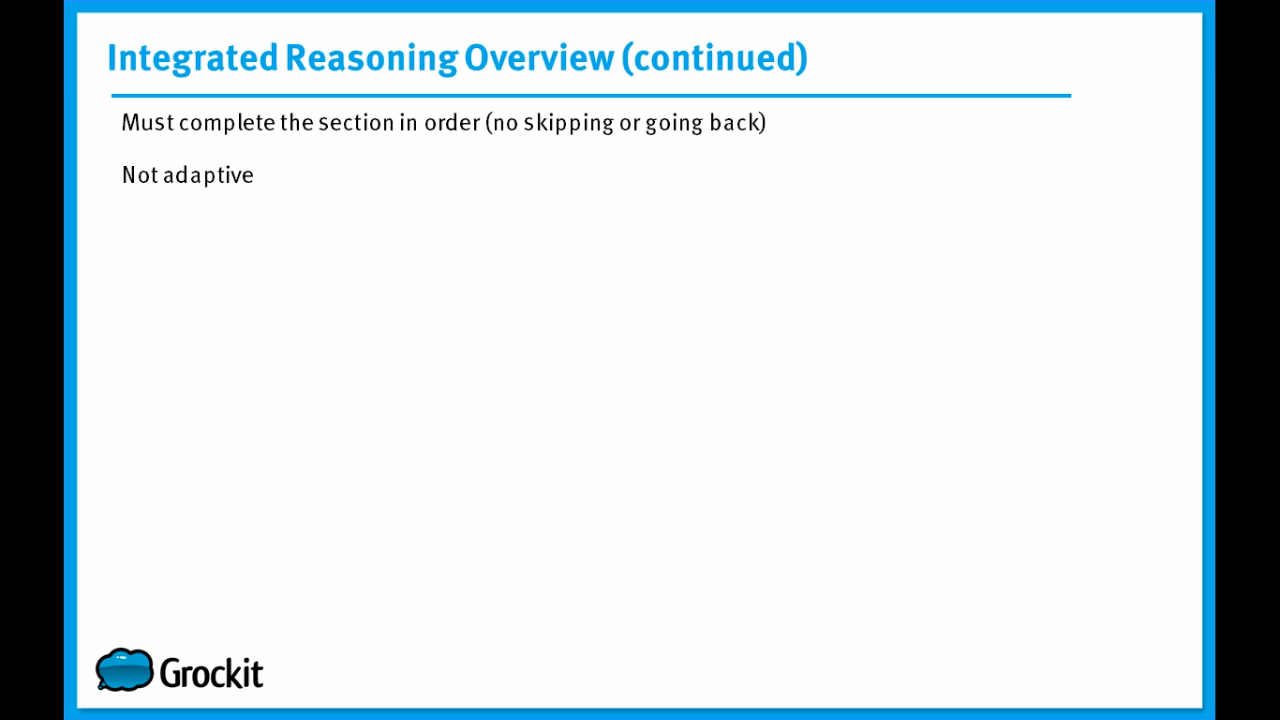 Integrated Reasoning Overview (continued)
Must complete the section in order (no skipping or going back)
Not adaptive
Grockit